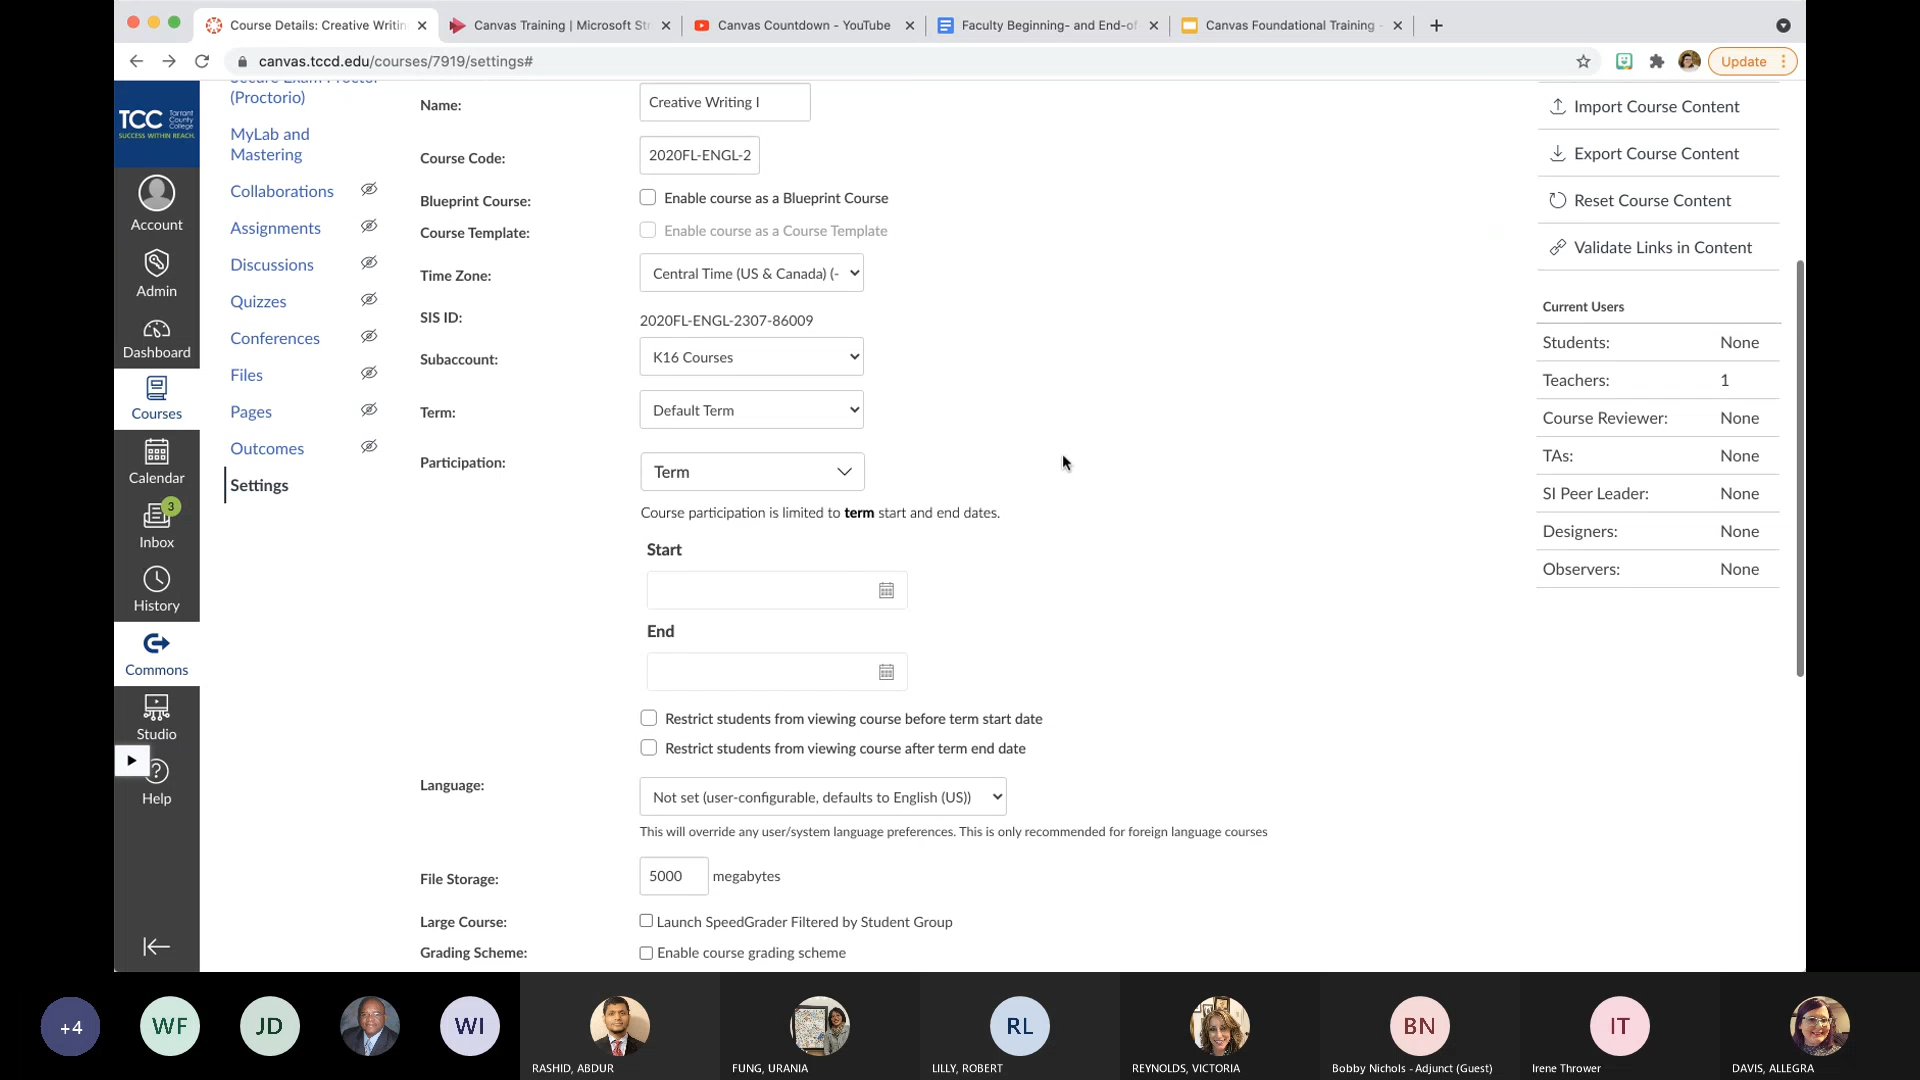 Course Details: Creative Writin
Canvas Training | Microsoft Str
Canvas Countdown - YouTube
Faculty Beginning- and End-of
Canvas Foundational Training -
canvas.tccd.edu/courses/7919/settings#
Update
TCC
Tarrant
County
College
SUCCESS WITHIN REACH.
Account
Admin
Dashboard
Courses
Calendar
3
Inbox
History
Commons
Studio
Help
Secure Exam Proctor
(Proctorio)
MyLab and
Mastering
Collaborations
Assignments
Discussions
Quizzes
Conferences
Files
Pages
Outcomes
Settings
Name:
Creative Writing I
Course Code:
2020FL-ENGL-2
Blueprint Course:
Enable course as a Blueprint Course
Course Template:
Enable course as a Course Template
Time Zone:
Central Time (US & Canada) (-
SIS ID:
2020FL-ENGL-2307-86009
Subaccount:
K16 Courses
Term:
Default Term
Participation:
Term
Course participation is limited to term start and end dates.
Start
End
Restrict students from viewing course before term start date
Restrict students from viewing course after term end date
Language:
Not set (user-configurable, defaults to English (US))
This will override any user/system language preferences. This is only recommended for foreign language courses
File Storage:
5000 megabytes
Large Course:
Launch SpeedGrader Filtered by Student Group
Grading Scheme:
Enable course grading scheme
Import Course Content
Export Course Content
Reset Course Content
Validate Links in Content
Current Users
Students: None
Teachers: 1
Course Reviewer: None
TAs: None
SI Peer Leader: None
Designers: None
Observers: None
+4
WF
JD
WI
RASHID, ABDUR
FUNG, URANIA
RL
LILLY, ROBERT
REYNOLDS, VICTORIA
BN
Bobby Nichols - Adjunct (Guest)
IT
Irene Thrower
DAVIS, ALLEGRA